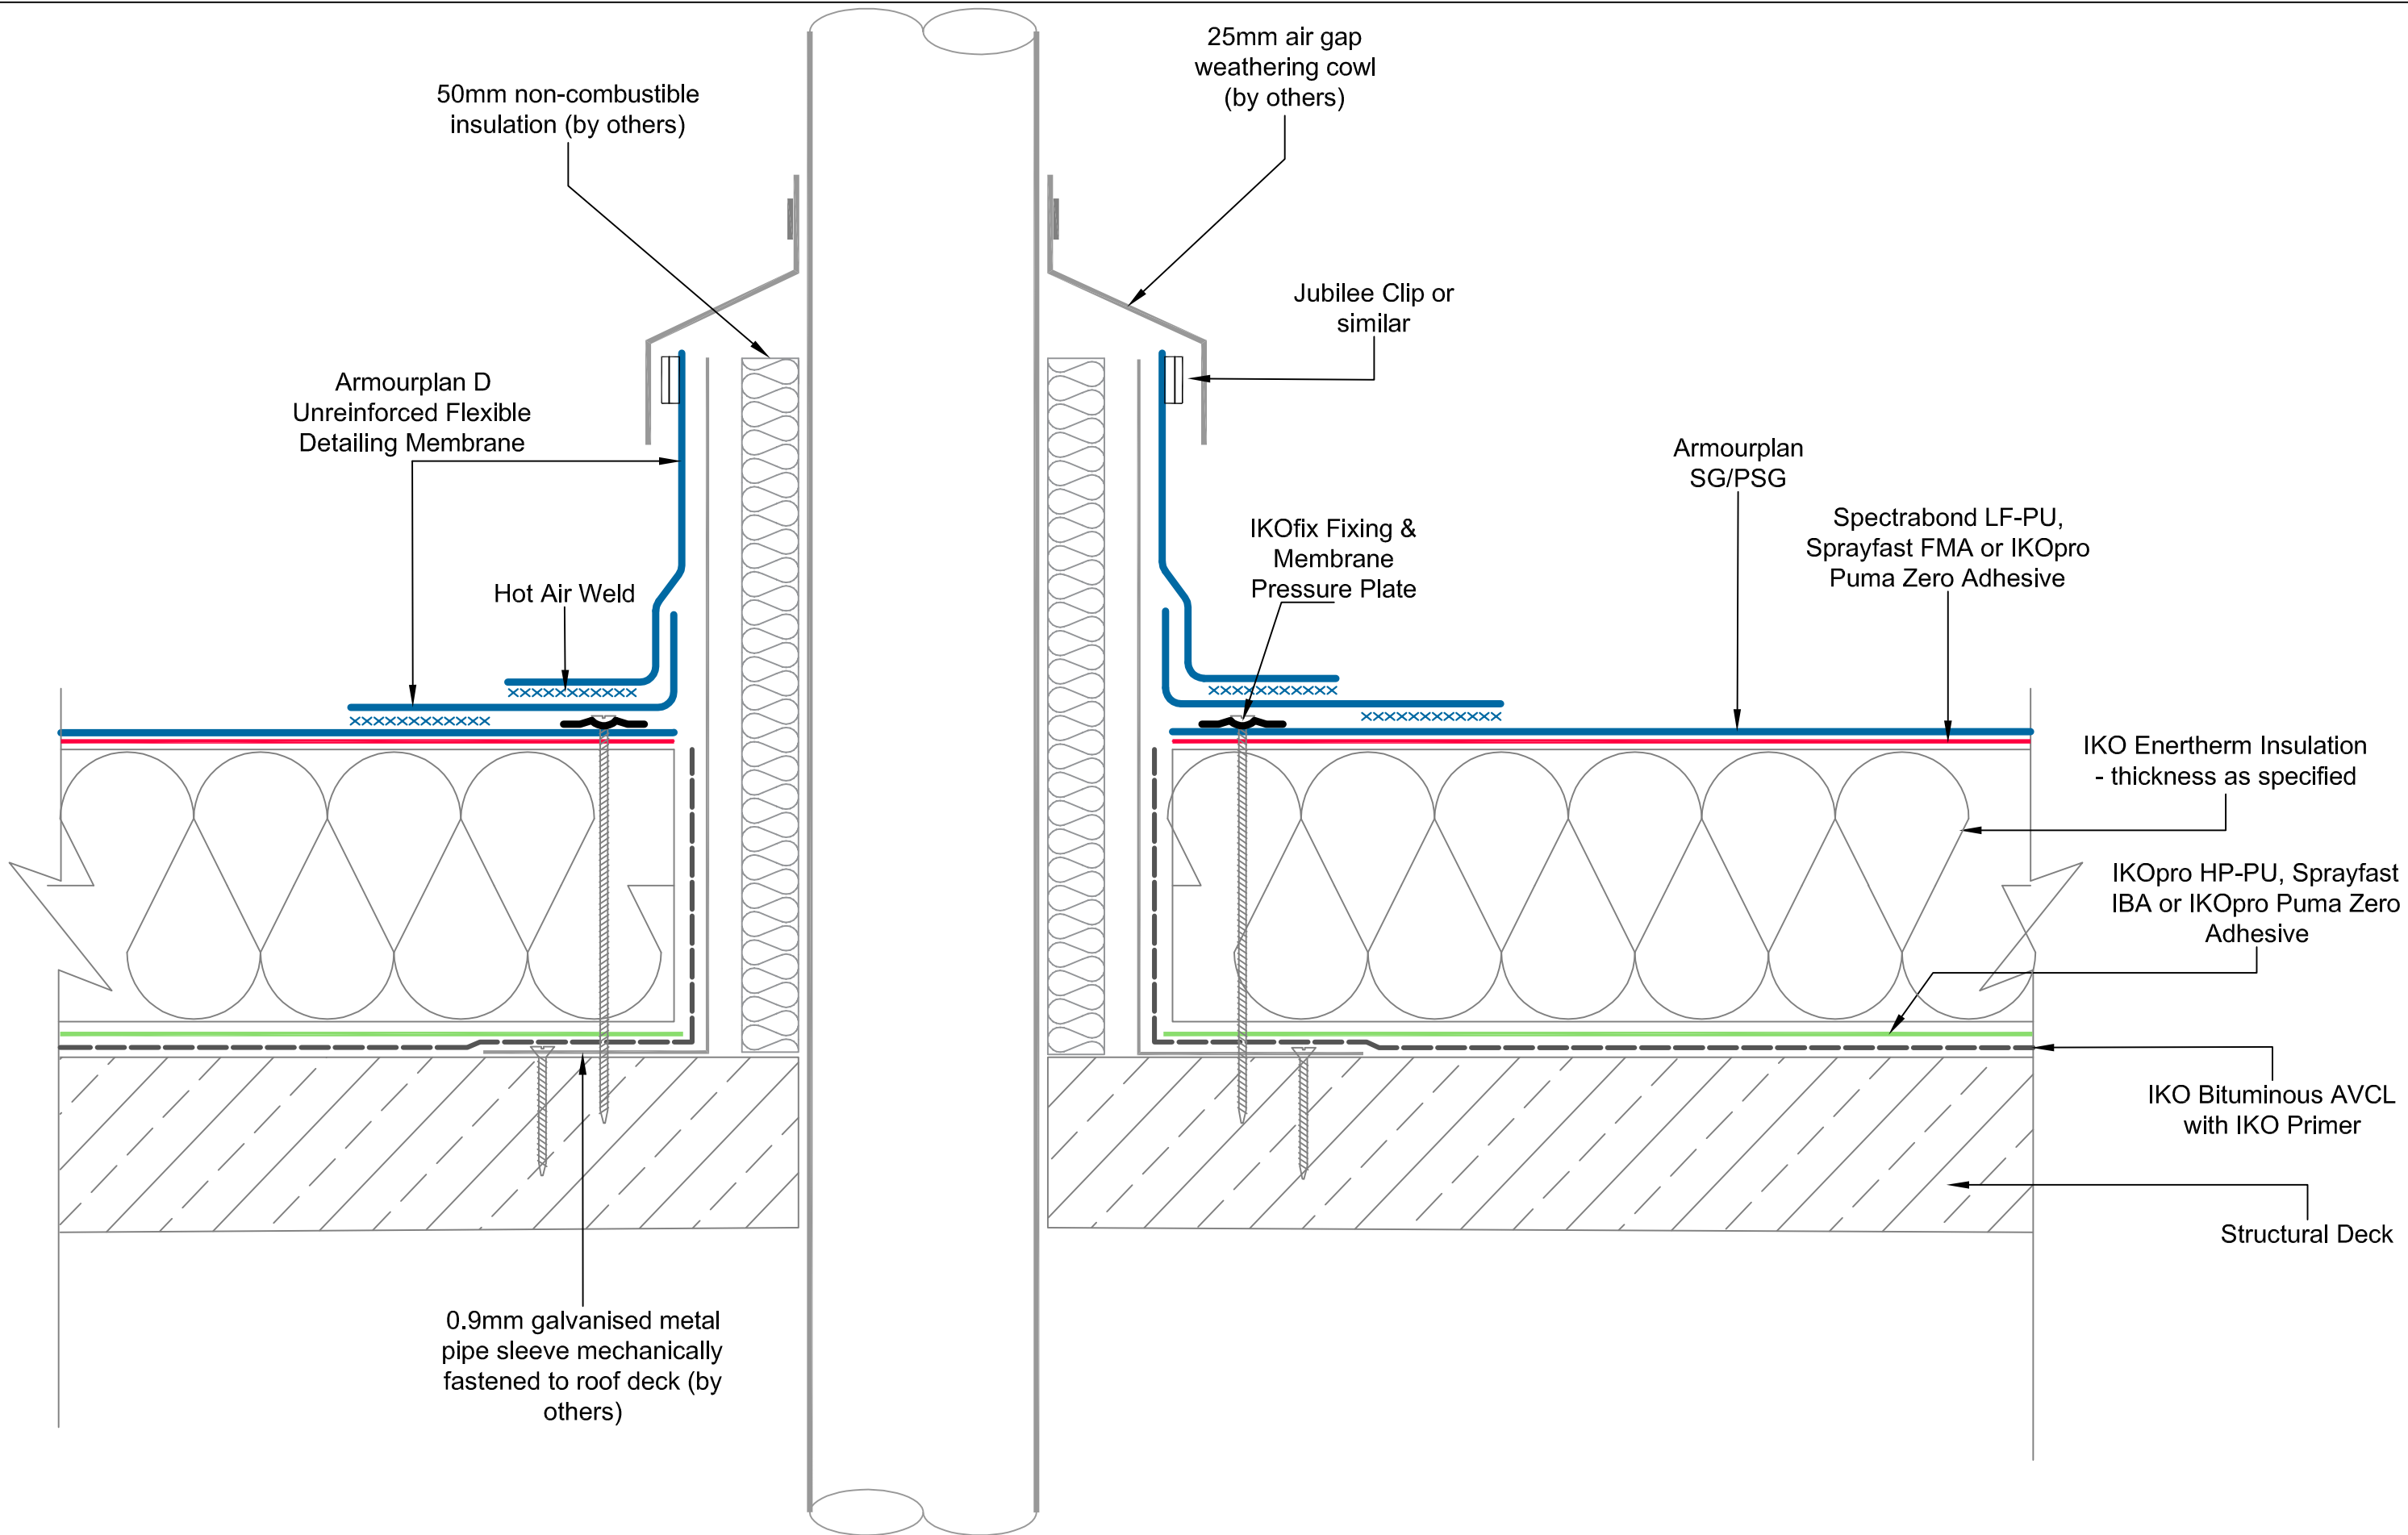 25mm air gap
weathering cowl
(by others)
50mm non-combustible
insulation (by others)
Jubilee Clip or
similar
Armourplan D
Unreinforced Flexible
Detailing Membrane
Armourplan
SG/PSG
Spectrabond LF-PU,
Sprayfast FMA or IKOpro
Puma Zero Adhesive
IKOfix Fixing &
Membrane
Pressure Plate
Hot Air Weld
IKO Enertherm Insulation
- thickness as specified
IKOpro HP-PU, Sprayfast
IBA or IKOpro Puma Zero
Adhesive
IKO Bituminous AVCL
with IKO Primer
Structural Deck
0.9mm galvanised metal
pipe sleeve mechanically
fastened to roof deck (by
others)